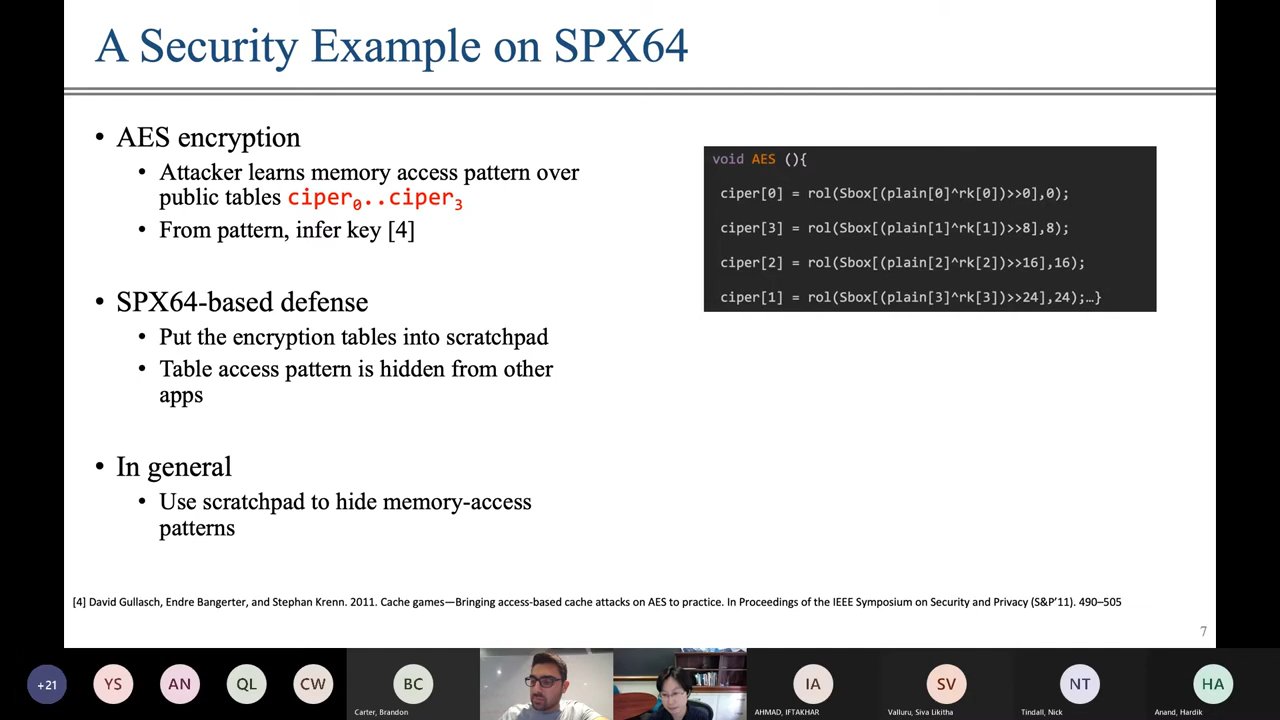 A Security Example on SPX64
• AES encryption
• Attacker learns memory access pattern over
public tables ciper0..ciper3
• From pattern, infer key [4]
• SPX64-based defense
• Put the encryption tables into scratchpad
• Table access pattern is hidden from other
apps
• In general
• Use scratchpad to hide memory-access
patterns
void AES (){
ciper[0] = rol(Sbox[(plain[0]^rk[0])>>0],0);
ciper[3] = rol(Sbox[(plain[1]^rk[1])>>8],8);
ciper[2] = rol(Sbox[(plain[2]^rk[2])>>16],16);
ciper[1] = rol(Sbox[(plain[3]^rk[3])>>24],24);…}
[4] David Gullasch, Endre Bangerter, and Stephan Krenn. 2011. Cache games—Bringing access-based cache attacks on AES to practice. In Proceedings of the IEEE Symposium on Security and Privacy (S&P'11). 490–505
7
+21 YS AN QL CW BC IA SV NT HA
Carter, Brandon AHMAD, IFTAKHAR Valluru, Siva Likitha Tindall, Nick Anand, Hardik